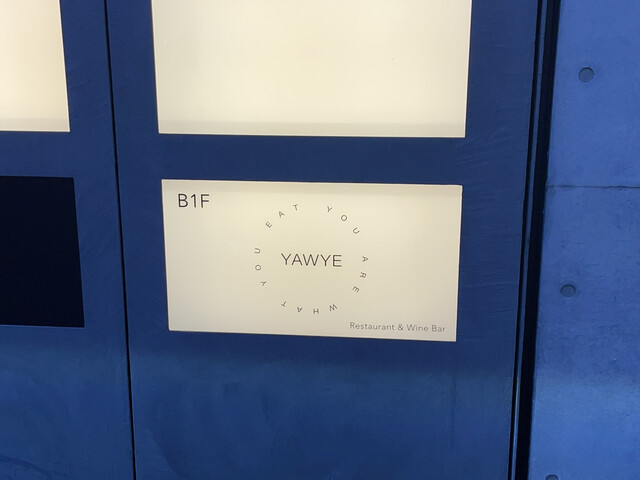 B1F
YOU ARE WHAT YOU EAT
YAWYE
Restaurant & Wine Bar